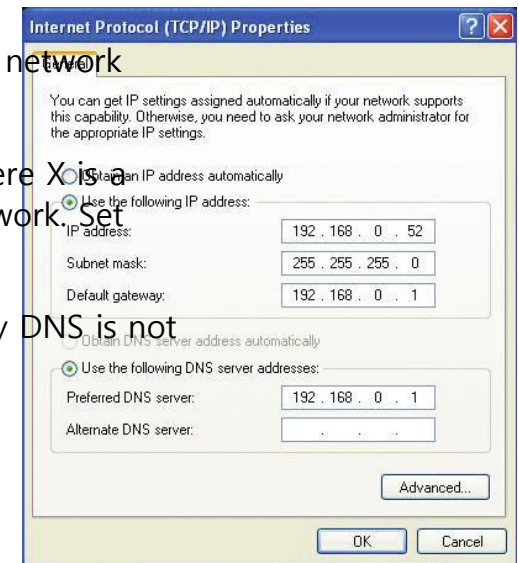 Internet Protocol (TCP/IP) Properties
network
General
You can get IP settings assigned automatically if your network supports
this capability. Otherwise, you need to ask your network administrator for
the appropriate IP settings.
ere X is a
Obtain an IP address automatically
Use the following IP address:
work. Set
IP address: 192 . 168 . 0 . 52
Subnet mask: 255 . 255 . 255 . 0
Default gateway: 192 . 168 . 0 . 1
y DNS is not
Obtain DNS server address automatically
Use the following DNS server addresses:
Preferred DNS server: 192 . 168 . 0 . 1
Alternate DNS server: . . .
Advanced...
OK Cancel